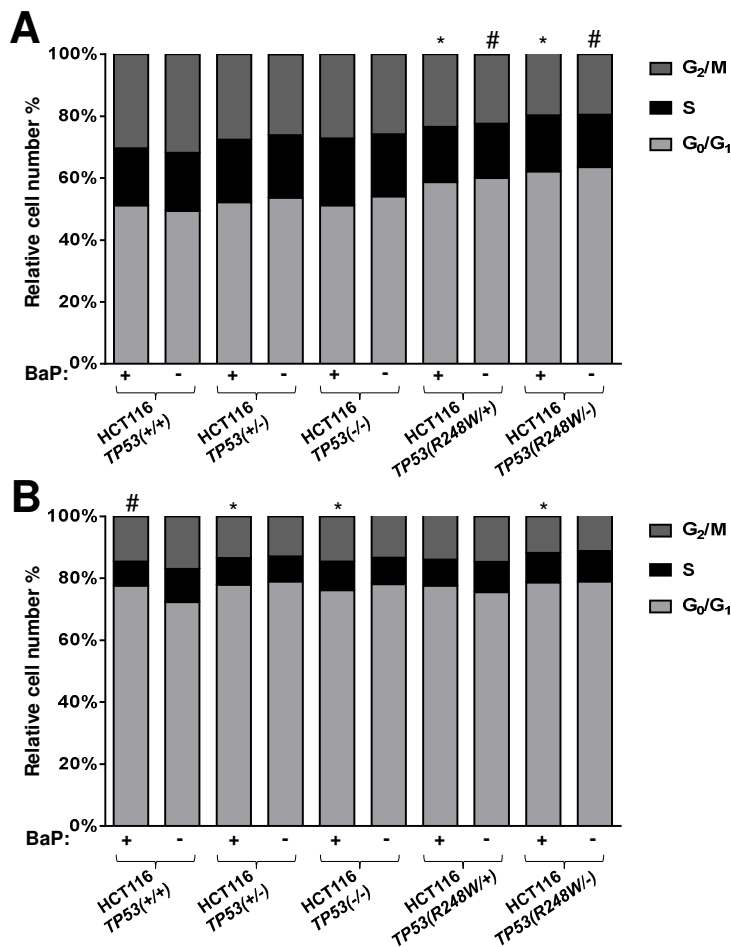 A
* # * #
100%
80%
60%
40%
20%
0%
Relative cell number %
G₂/M
S
G₀/G₁
BaP: + - + - + - + - + -
HCT116
TP53(+/+)
HCT116
TP53(+/-)
HCT116
TP53(-/-)
HCT116
TP53(R248W/+)
HCT116
TP53(R248W/-)
B
# * * *
100%
80%
60%
40%
20%
0%
Relative cell number %
G₂/M
S
G₀/G₁
BaP: + - + - + - + - + -
HCT116
TP53(+/+)
HCT116
TP53(+/-)
HCT116
TP53(-/-)
HCT116
TP53(R248W/+)
HCT116
TP53(R248W/-)